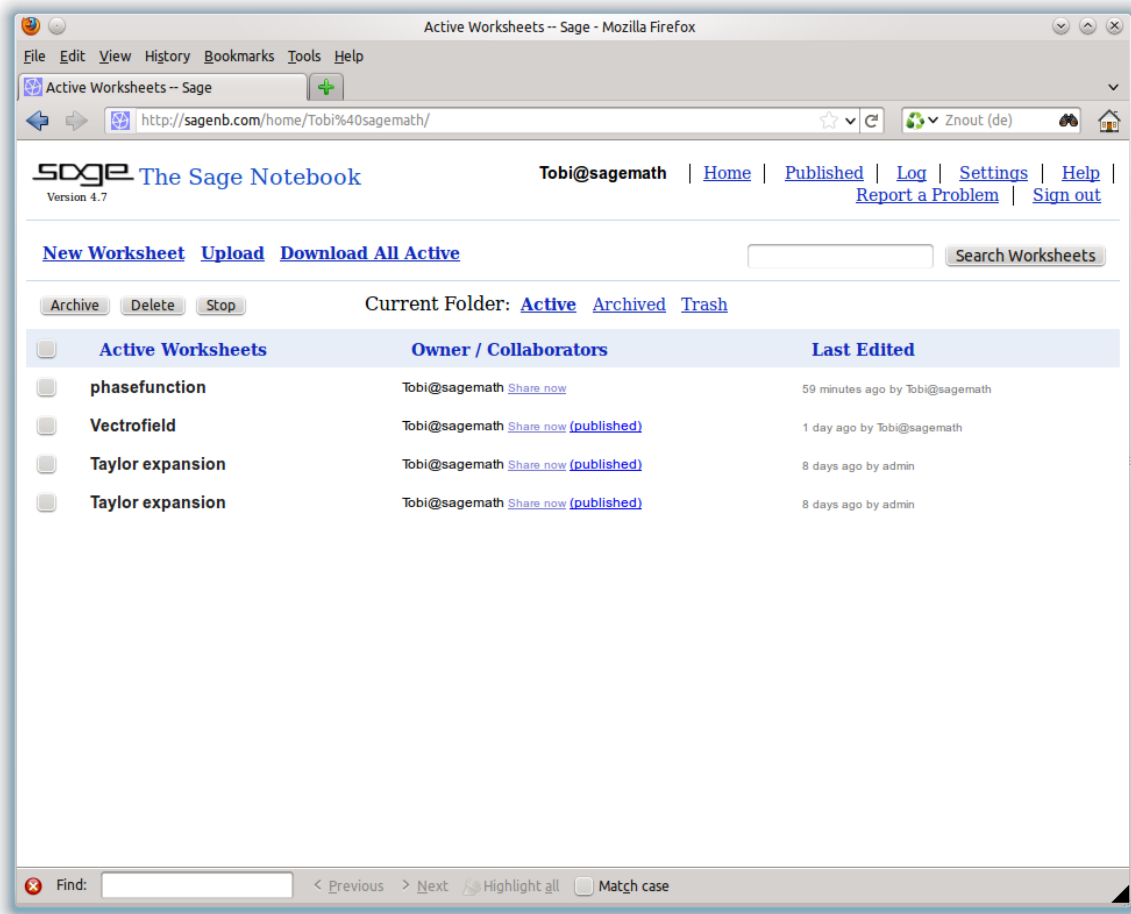 Active Worksheets -- Sage - Mozilla Firefox
File Edit View History Bookmarks Tools Help
Active Worksheets -- Sage
http://sagenb.com/home/Tobi%40sagemath/ Znout (de)
sage The Sage Notebook Tobi@sagemath | Home | Published | Log | Settings | Help |
Version 4.7 Report a Problem | Sign out
New Worksheet Upload Download All Active Search Worksheets
Archive Delete Stop Current Folder: Active Archived Trash
Active Worksheets Owner / Collaborators Last Edited
phasefunction Tobi@sagemath Share now 59 minutes ago by Tobi@sagemath
Vectrofield Tobi@sagemath Share now (published) 1 day ago by Tobi@sagemath
Taylor expansion Tobi@sagemath Share now (published) 8 days ago by admin
Taylor expansion Tobi@sagemath Share now (published) 8 days ago by admin
Find: < Previous > Next Highlight all Match case